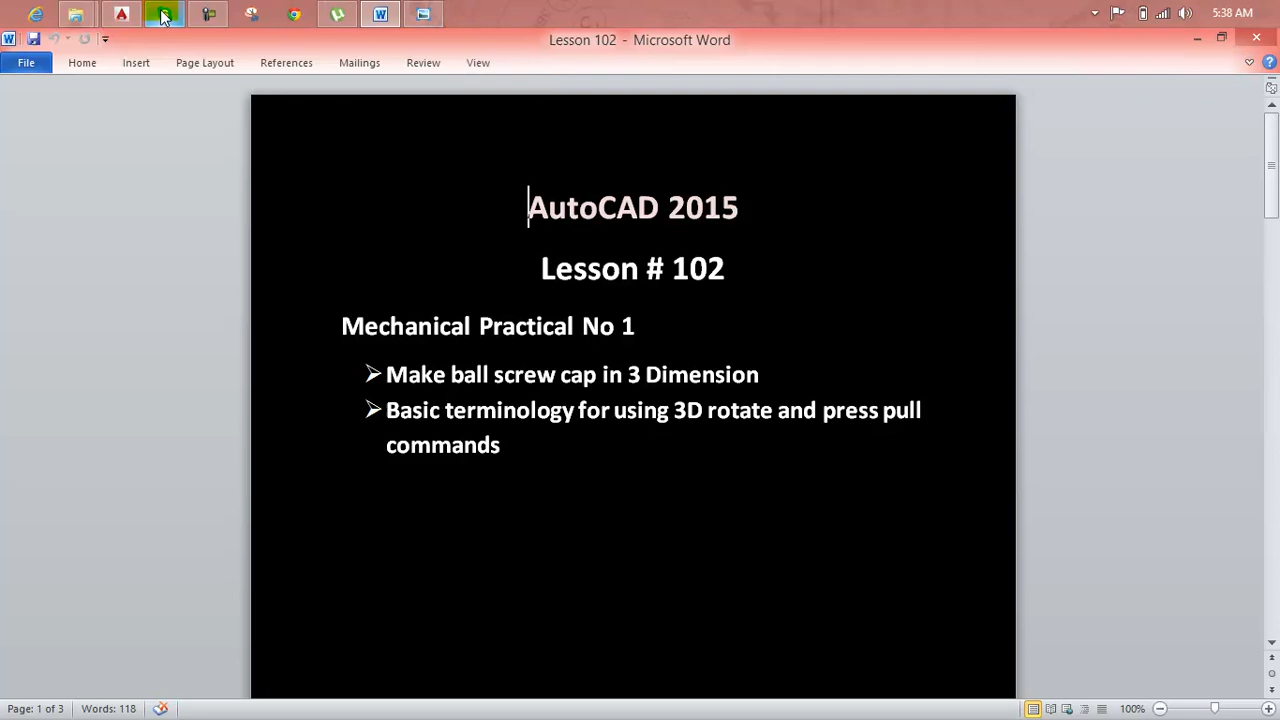 5:38 AM
Lesson 102 - Microsoft Word
File Home Insert Page Layout References Mailings Review View
AutoCAD 2015
Lesson # 102
Mechanical Practical No 1
Make ball screw cap in 3 Dimension
Basic terminology for using 3D rotate and press pull
commands
Page: 1 of 3 Words: 118 100%